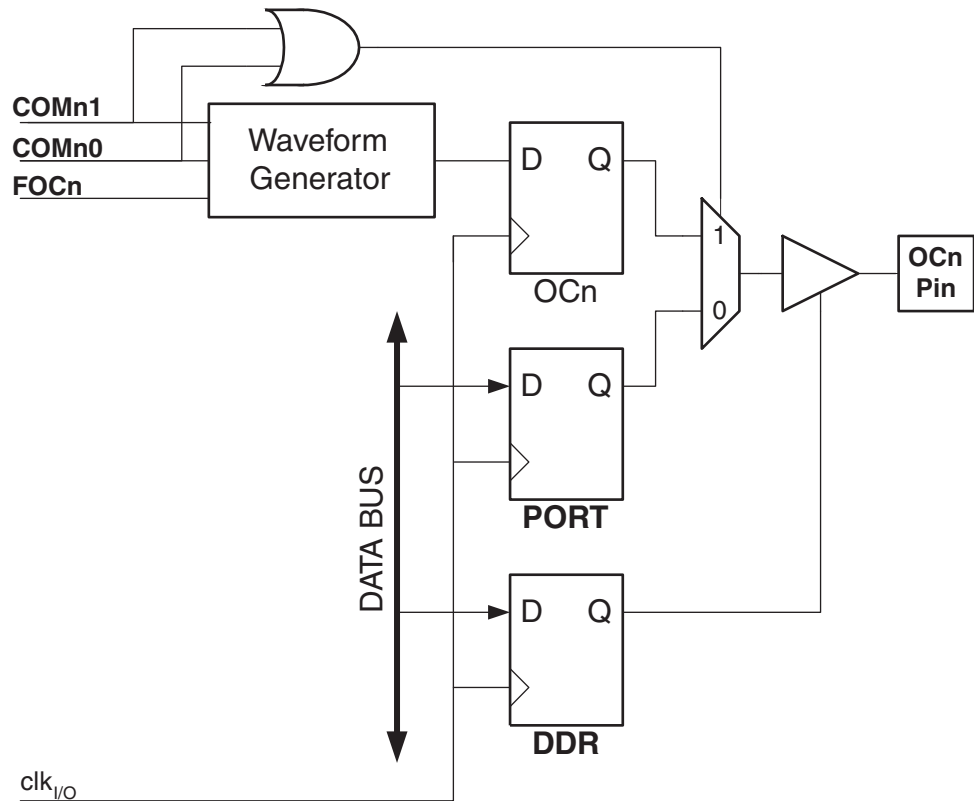 COMn1
COMn0
FOCn
Waveform
Generator
D Q
OCn
1
0
OCn
Pin
D Q
PORT
DATA BUS
D Q
DDR
clkI/O